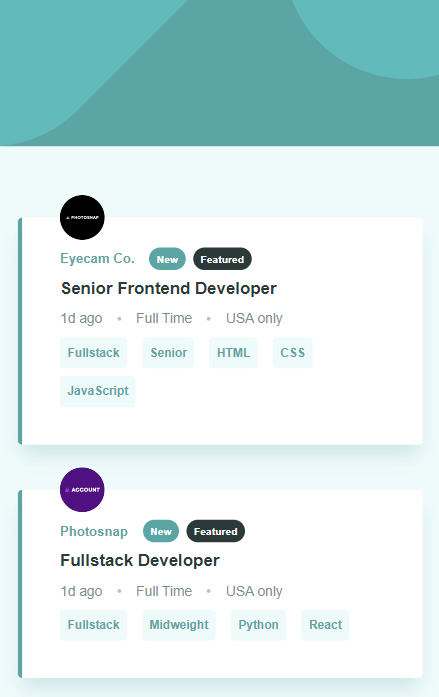 PHOTOSNAP
Eyecam Co. New Featured
Senior Frontend Developer
1d ago • Full Time • USA only
Fullstack Senior HTML CSS
JavaScript
ACCOUNT
Photosnap New Featured
Fullstack Developer
1d ago • Full Time • USA only
Fullstack Midweight Python React